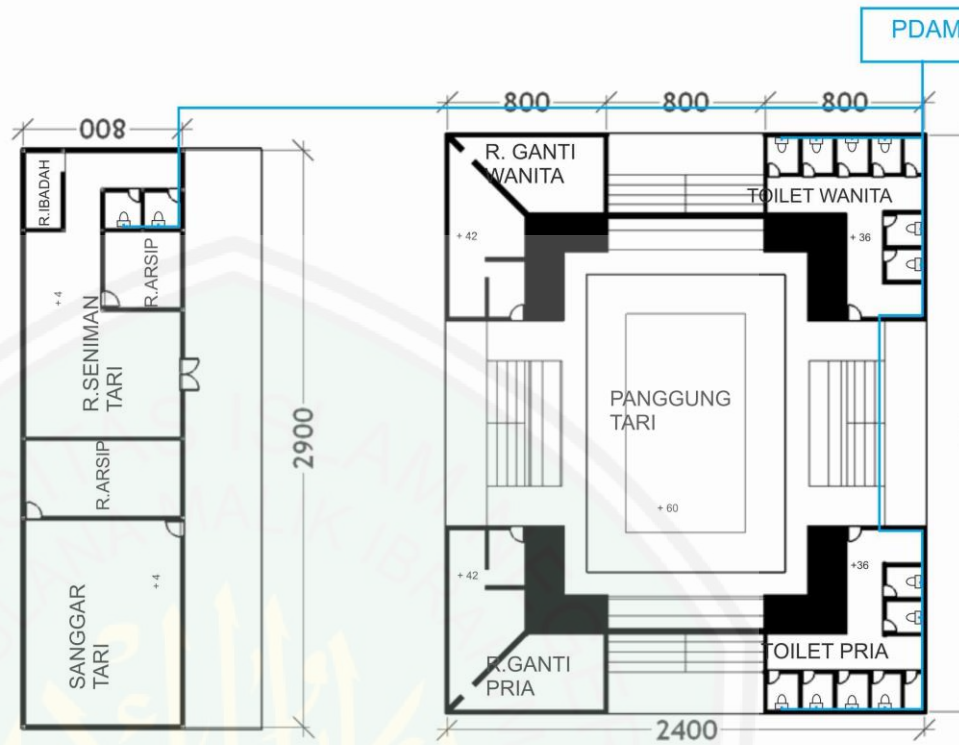 PDAM
800
800
800
800
R.IBADAH
R.ARSIP
+ 4
R.SENIMAN
TARI
R.ARSIP
SANGGAR
TARI
+4
2900
R. GANTI
WANITA
TOILET WANITA
+ 42
+ 36
PANGGUNG
TARI
+ 60
+ 42
+36
R.GANTI
PRIA
TOILET PRIA
2400